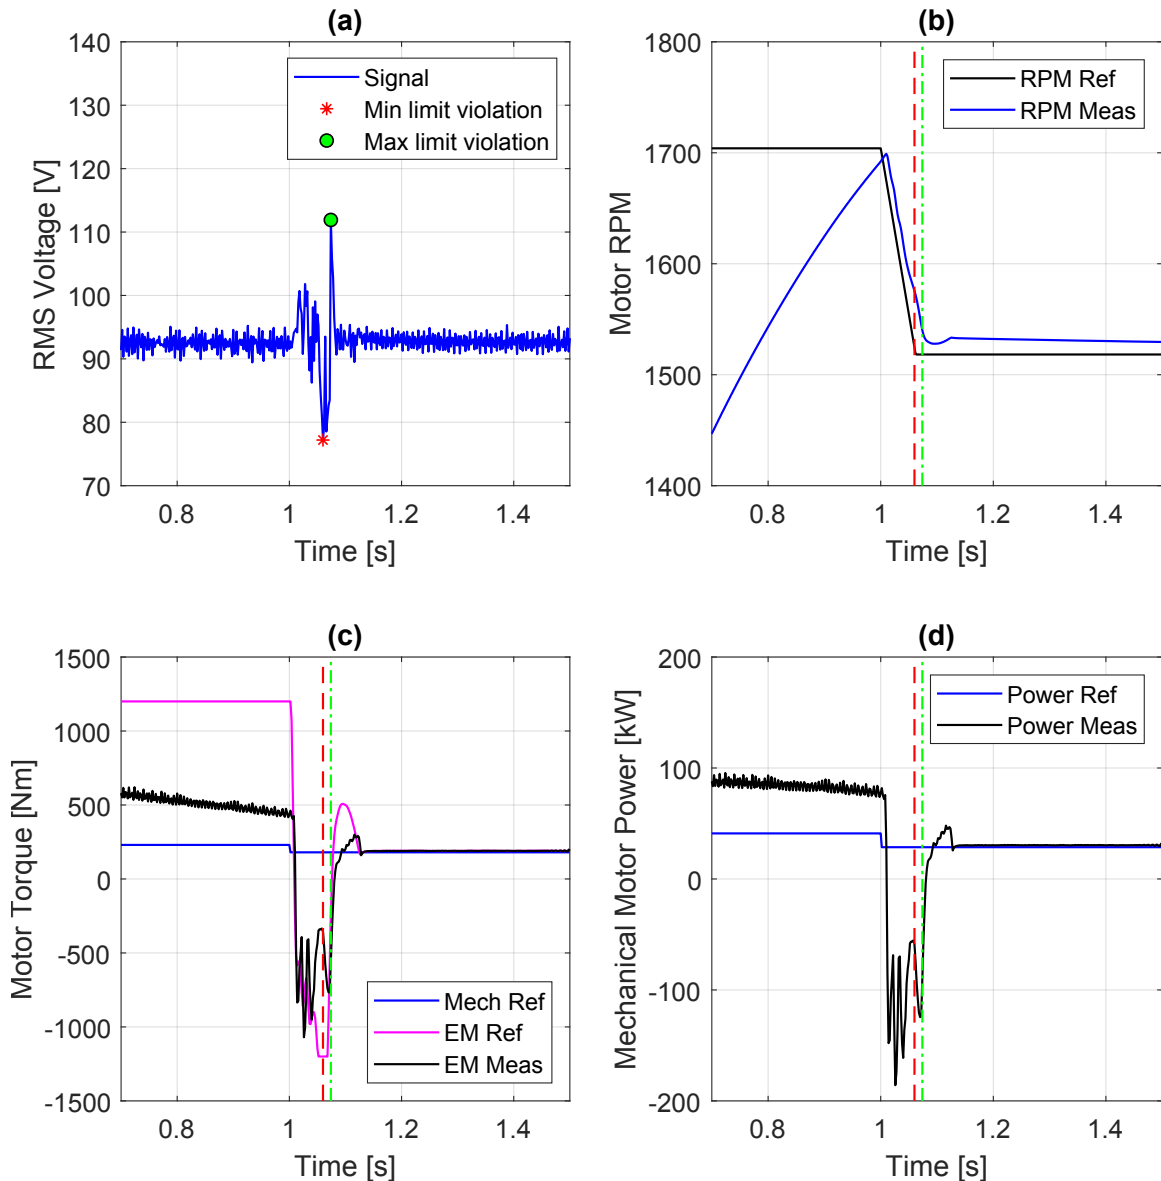 (a)
140
130
120
110
100
90
80
70
0.8
1
1.2
1.4
RMS Voltage [V]
Time [s]
Signal
Min limit violation
Max limit violation
(b)
1800
1700
1600
1500
1400
0.8
1
1.2
1.4
Motor RPM
Time [s]
RPM Ref
RPM Meas
(c)
1500
1000
500
0
-500
-1000
-1500
0.8
1
1.2
1.4
Motor Torque [Nm]
Time [s]
Mech Ref
EM Ref
EM Meas
(d)
200
100
0
-100
-200
0.8
1
1.2
1.4
Mechanical Motor Power [kW]
Time [s]
Power Ref
Power Meas